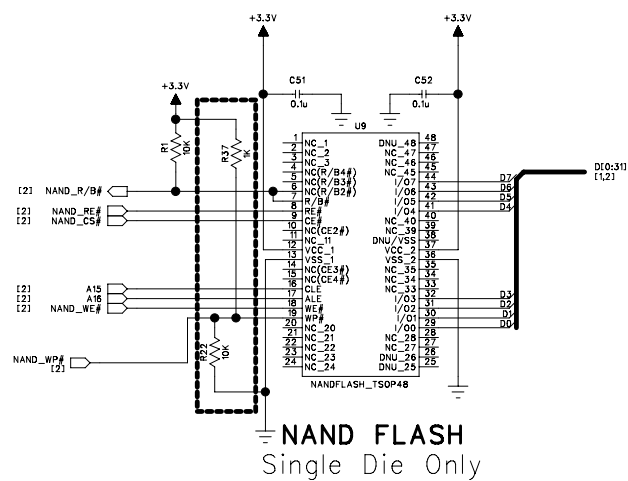 +3.3V
+3.3V
+3.3V
C51
0.1u
C52
0.1u
U9
R1
10K
R37
1K
R22
10K
[2] NAND_R/B#
[2] NAND_RE#
[2] NAND_CS#
[2] A15
[2] A16
[2] NAND_WE#
NAND_WP#
[2]
1 NC_1
2 NC_2
3 NC_3
4 NC(R/B4#)
5 NC(R/B3#)
6 NC(R/B2#)
7 R/B#
8 RE#
9 CE#
10 NC(CE2#)
11 NC_11
12 VCC_1
13 VSS_1
14 NC(CE3#)
15 NC(CE4#)
16 CLE
17 ALE
18 WE#
19 WP#
20 NC_20
21 NC_21
22 NC_22
23 NC_23
24 NC_24
DNU_48 48
NC_47 47
NC_46 46
NC_45 45
I/O7 44 D7
I/O6 43 D6
I/O5 42 D5
I/O4 41 D4
NC_40 40
NC_39 39
DNU/VSS 38
VCC_2 37
VSS_2 36
NC_35 35
NC_34 34
NC_33 33
I/O3 32 D3
I/O2 31 D2
I/O1 30 D1
I/O0 29 D0
NC_28 28
NC_27 27
DNU_26 26
DNU_25 25
D[0:31]
[1,2]
NANDFLASH_TSOP48
NAND FLASH
Single Die Only